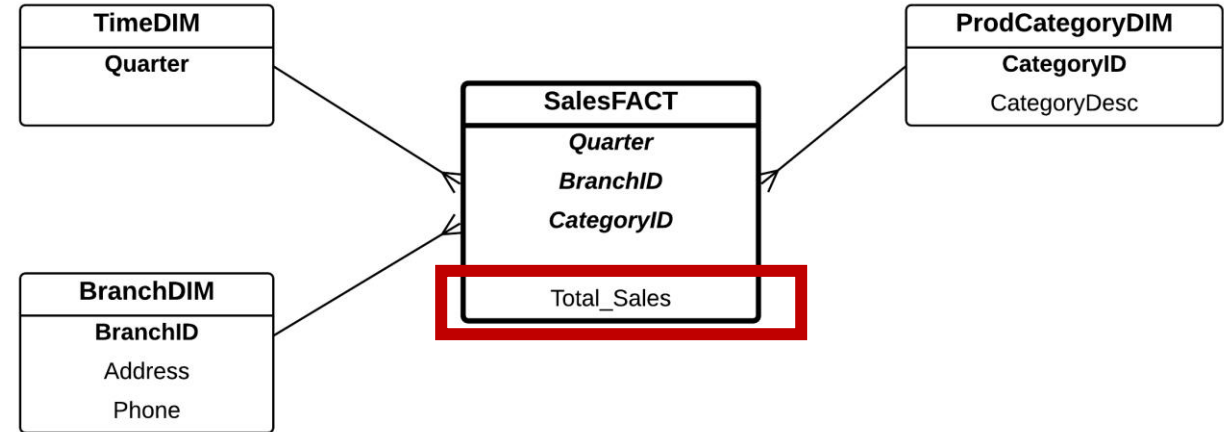 TimeDIM
Quarter
BranchDIM
BranchID
Address
Phone
SalesFACT
Quarter
BranchID
CategoryID
Total_Sales
ProdCategoryDIM
CategoryID
CategoryDesc